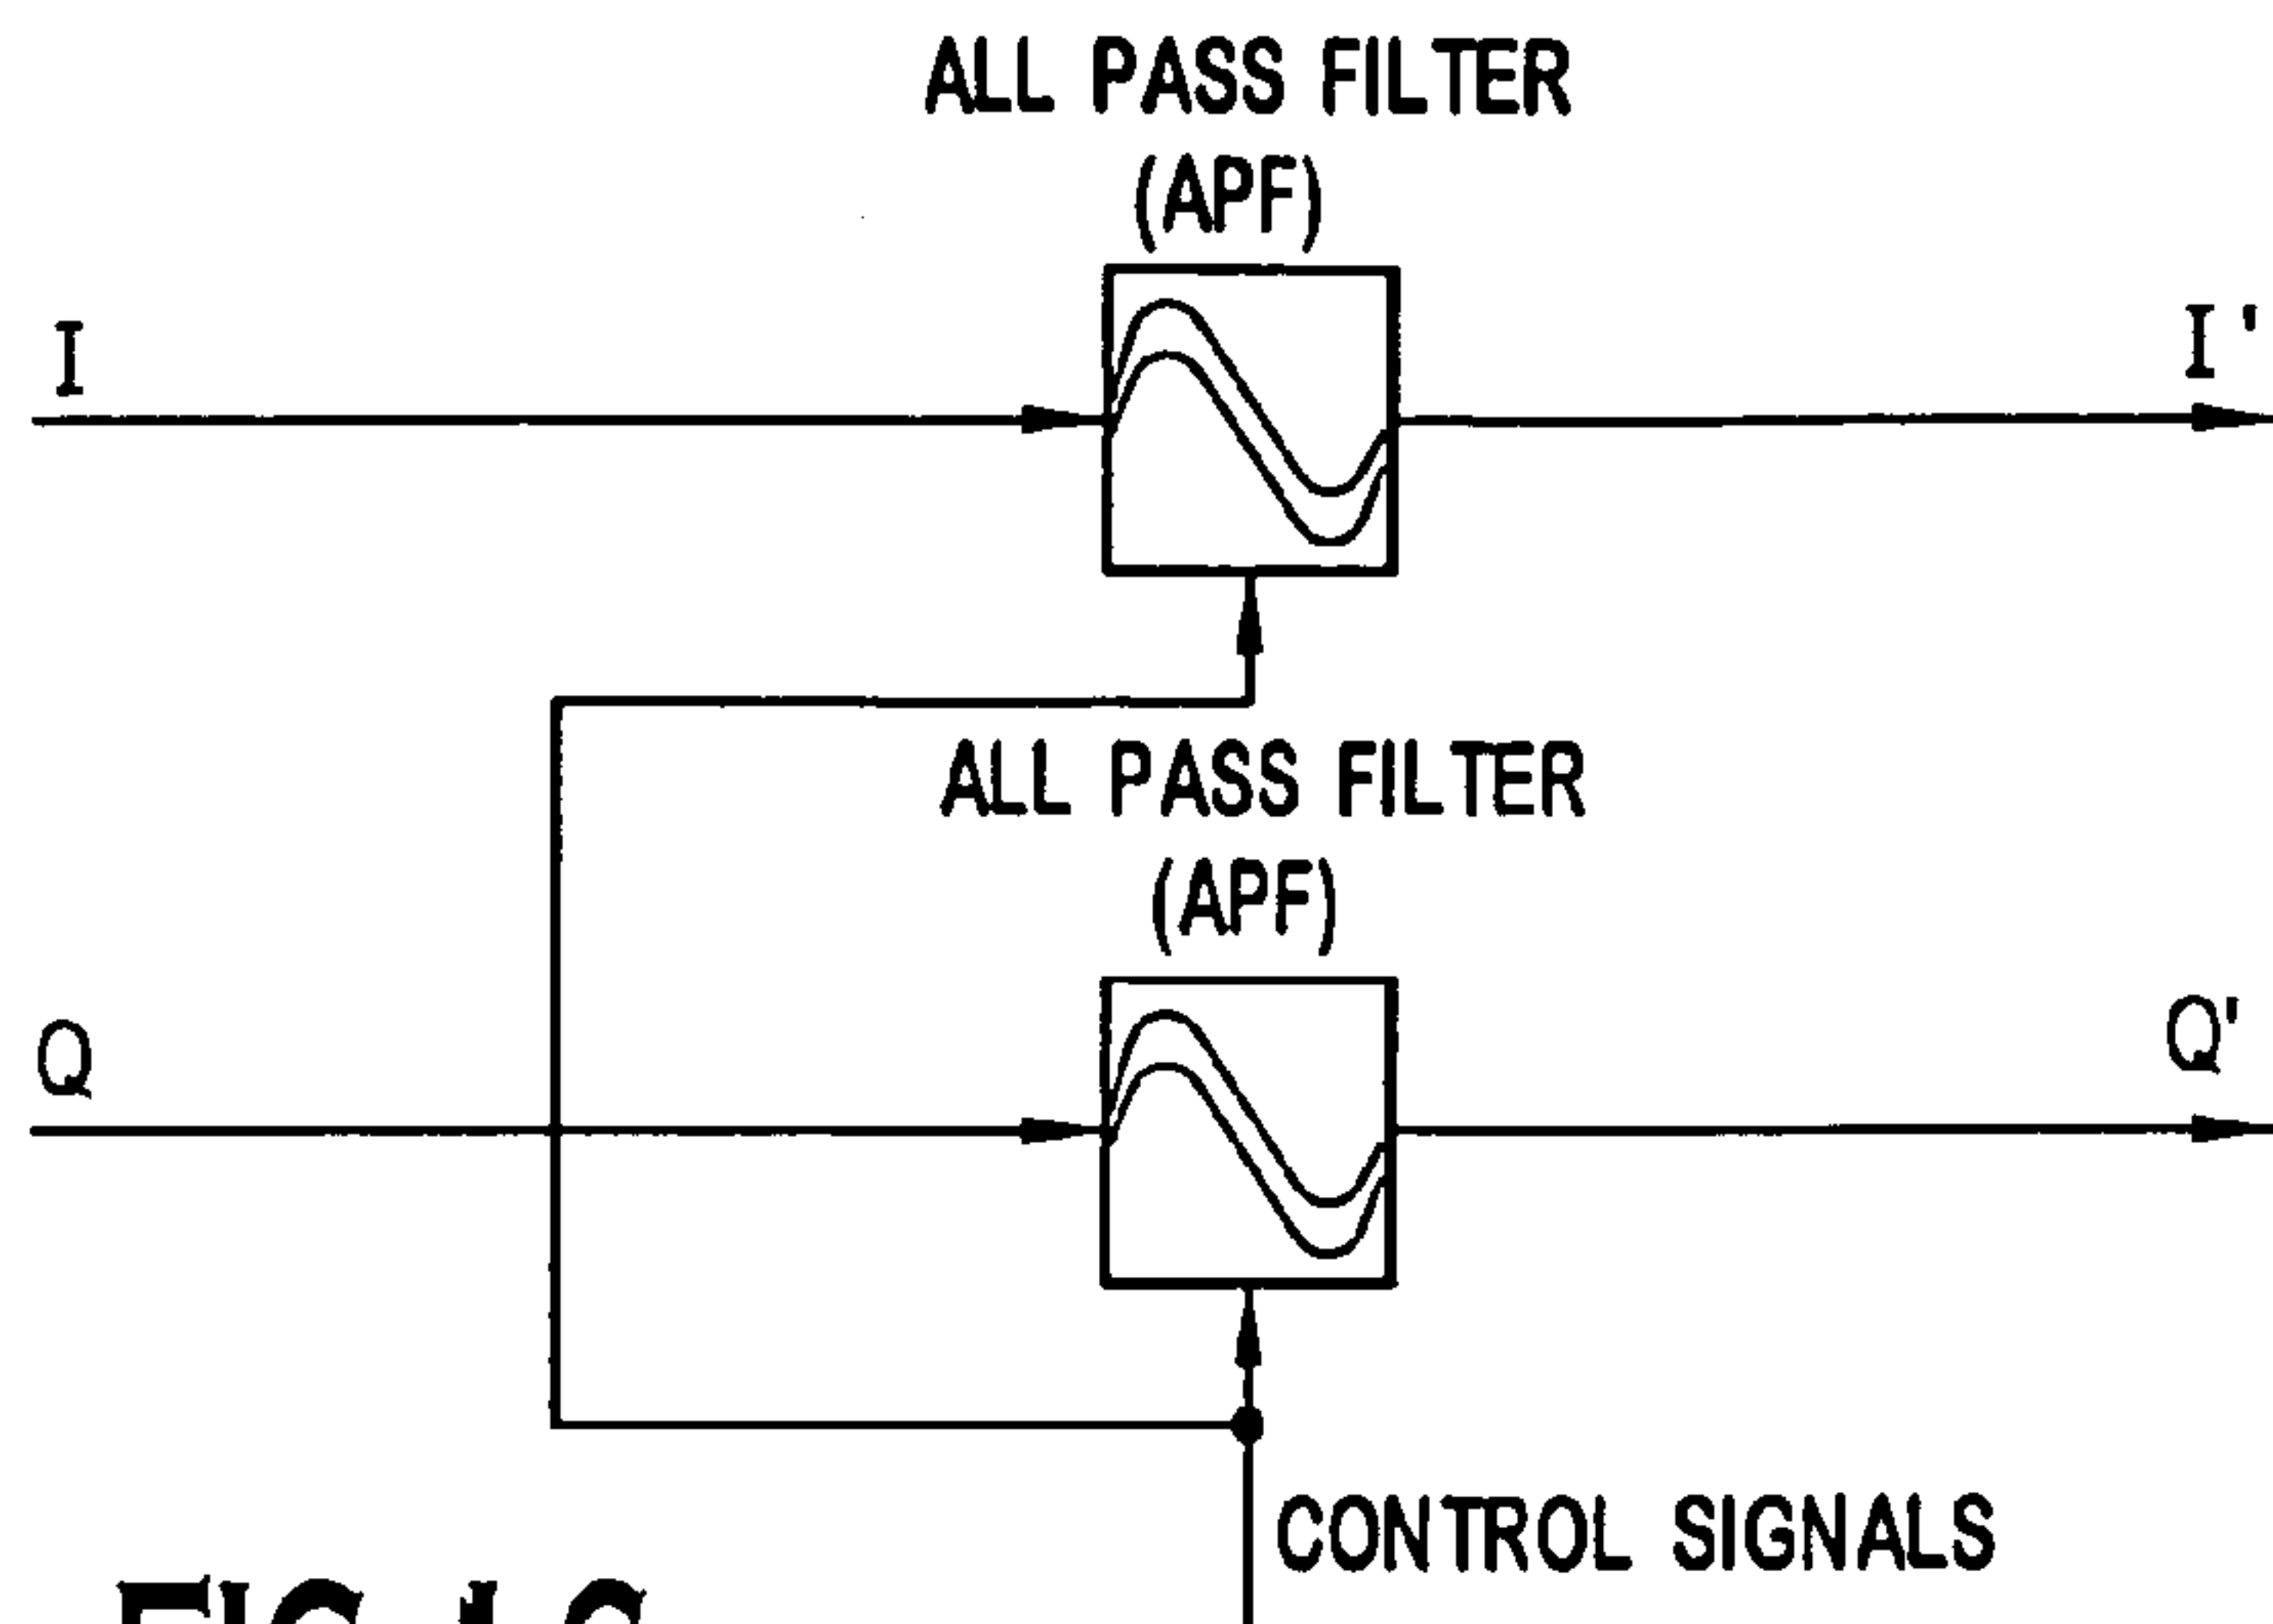 ALL PASS FILTER
(APF)
I
I'
ALL PASS FILTER
(APF)
Q
Q'
CONTROL SIGNALS